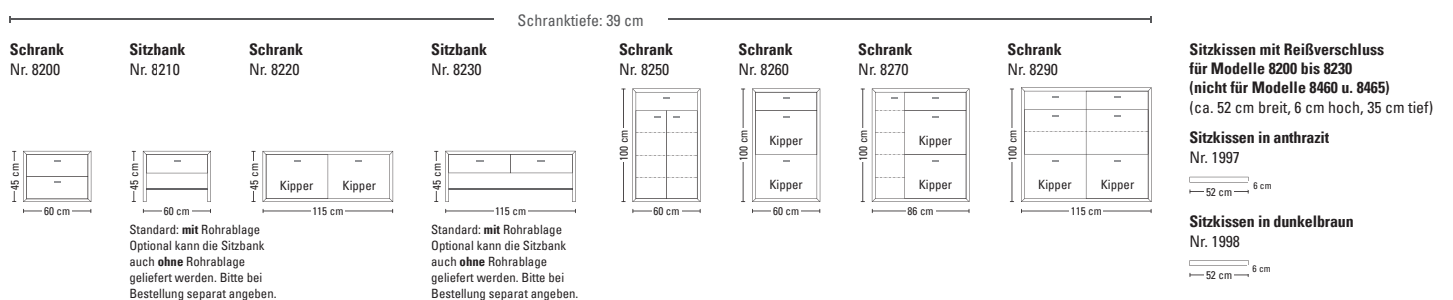 Schranktiefe: 39 cm
Schrank
Nr. 8200
45 cm
60 cm
Sitzbank
Nr. 8210
45 cm
60 cm
Standard: mit Rohrablage
Optional kann die Sitzbank
auch ohne Rohrablage
geliefert werden. Bitte bei
Bestellung separat angeben.
Schrank
Nr. 8220
45 cm
Kipper Kipper
115 cm
Sitzbank
Nr. 8230
45 cm
115 cm
Standard: mit Rohrablage
Optional kann die Sitzbank
auch ohne Rohrablage
geliefert werden. Bitte bei
Bestellung separat angeben.
Schrank
Nr. 8250
100 cm
60 cm
Schrank
Nr. 8260
100 cm
Kipper
Kipper
60 cm
Schrank
Nr. 8270
100 cm
Kipper
Kipper
86 cm
Schrank
Nr. 8290
100 cm
Kipper Kipper
115 cm
Sitzkissen mit Reißverschluss
für Modelle 8200 bis 8230
(nicht für Modelle 8460 u. 8465)
(ca. 52 cm breit, 6 cm hoch, 35 cm tief)
Sitzkissen in anthrazit
Nr. 1997
6 cm
52 cm
Sitzkissen in dunkelbraun
Nr. 1998
6 cm
52 cm